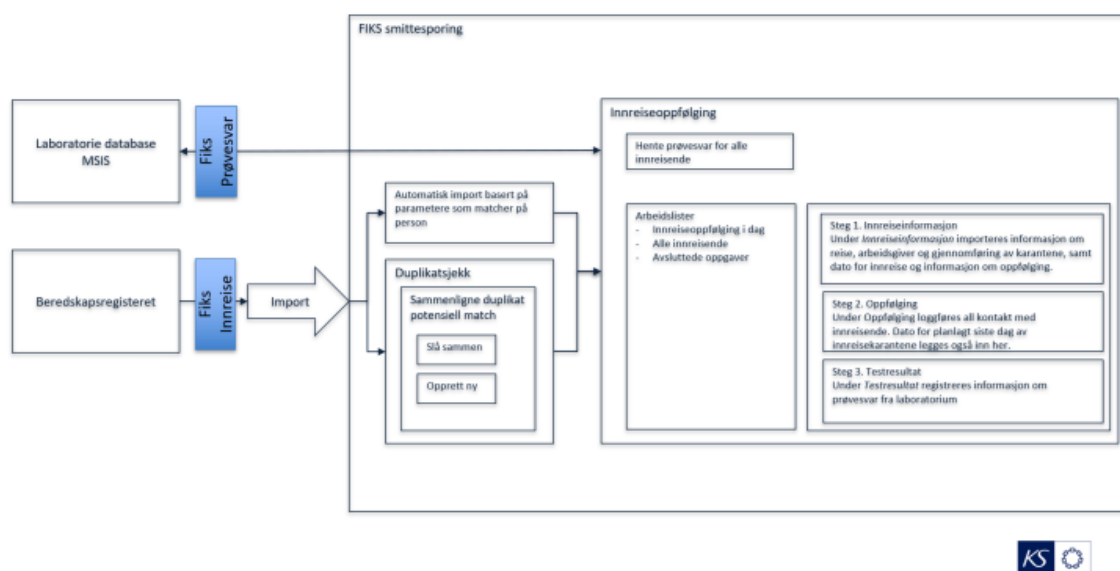 FIKS smittesporing
Laboratorie database
MSIS
Fiks
Prøvesvar
Innreiseoppfølging
Hente prøvesvar for alle
innreisende
Automatisk import basert på
parametere som matcher på
person
Arbeidslister
- Innreiseoppfølging i dag
- Alle innreisende
- Avsluttede oppgaver
Steg 1. Innreiseinformasjon
Under Innreiseinformasjon importeres informasjon om
reise, arbeidsgiver og gjennomføring av karantene, samt
dato for innreise og informasjon om oppfølging.
Beredskapsregisteret
Fiks
Innreise
Import
Duplikatsjekk
Sammenligne duplikat
potensiell match
Slå sammen
Opprett ny
Steg 2. Oppfølging
Under Oppfølging loggføres all kontakt med
innreisende. Dato for planlagt siste dag av
innreisekarantene legges også inn her.
Steg 3. Testresultat
Under Testresultat registreres informasjon om
prøvesvar fra laboratorium
KS